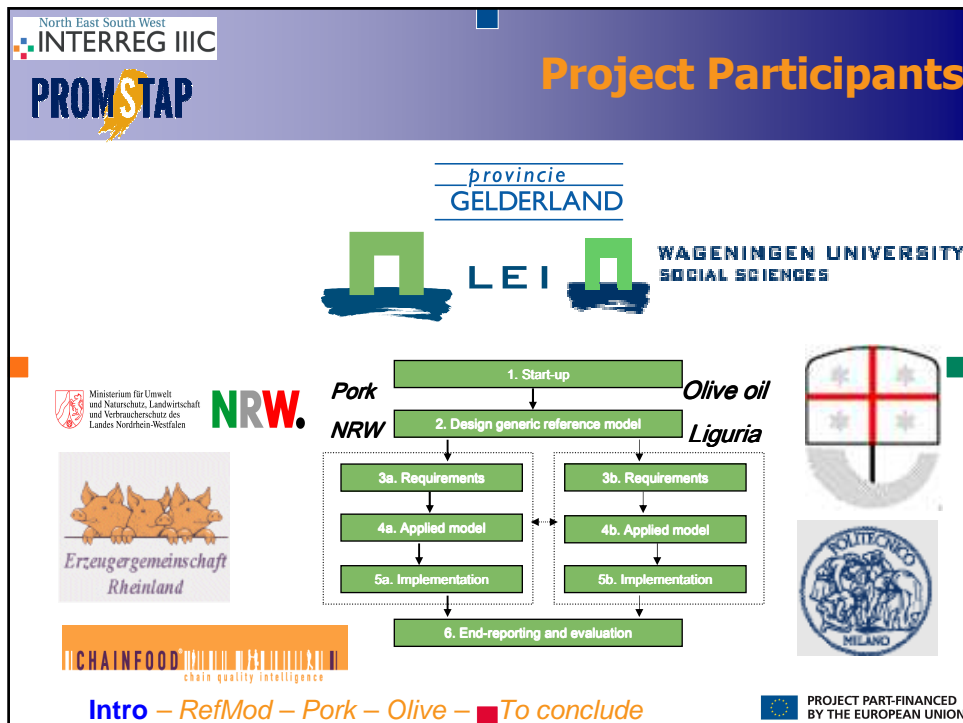 North East South West
INTERREG IIIC
PROMSTAP
Project Participants
provincie
GELDERLAND
LEI
WAGENINGEN UNIVERSITY
SOCIAL SCIENCES
Ministerium für Umwelt
und Naturschutz, Landwirtschaft
und Verbraucherschutz des
Landes Nordrhein-Westfalen
NRW.
Pork
NRW
Olive oil
Liguria
1. Start-up
2. Design generic reference model
3a. Requirements
3b. Requirements
4a. Applied model
4b. Applied model
5a. Implementation
5b. Implementation
6. End-reporting and evaluation
Erzeugergemeinschaft
Rheinland
POLITECNICO
MILANO
CHAINFOOD
chain quality intelligence
Intro – RefMod – Pork – Olive – To conclude
PROJECT PART-FINANCED
BY THE EUROPEAN UNION